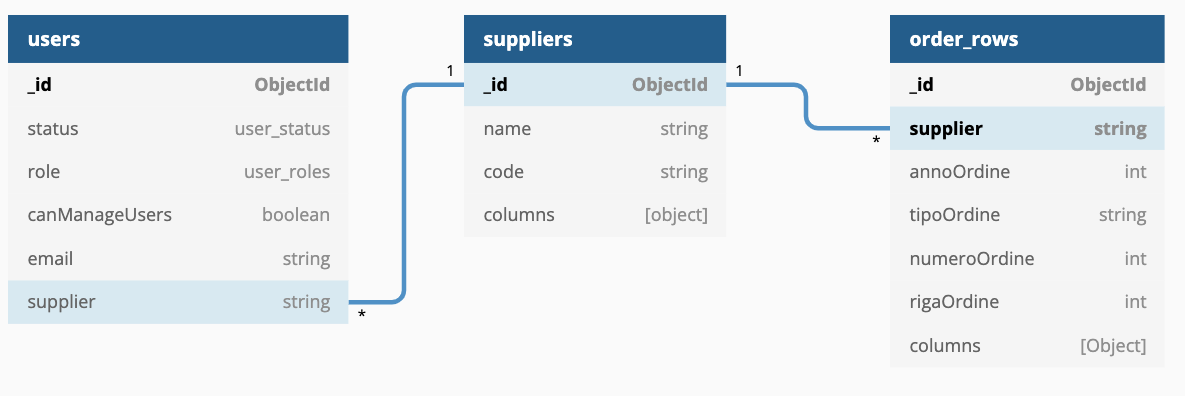 users
_id ObjectId
status user_status
role user_roles
canManageUsers boolean
email string
supplier string
*
1
suppliers
_id ObjectId
name string
code string
columns [object]
1
*
order_rows
_id ObjectId
supplier string
annoOrdine int
tipoOrdine string
numeroOrdine int
rigaOrdine int
columns [Object]